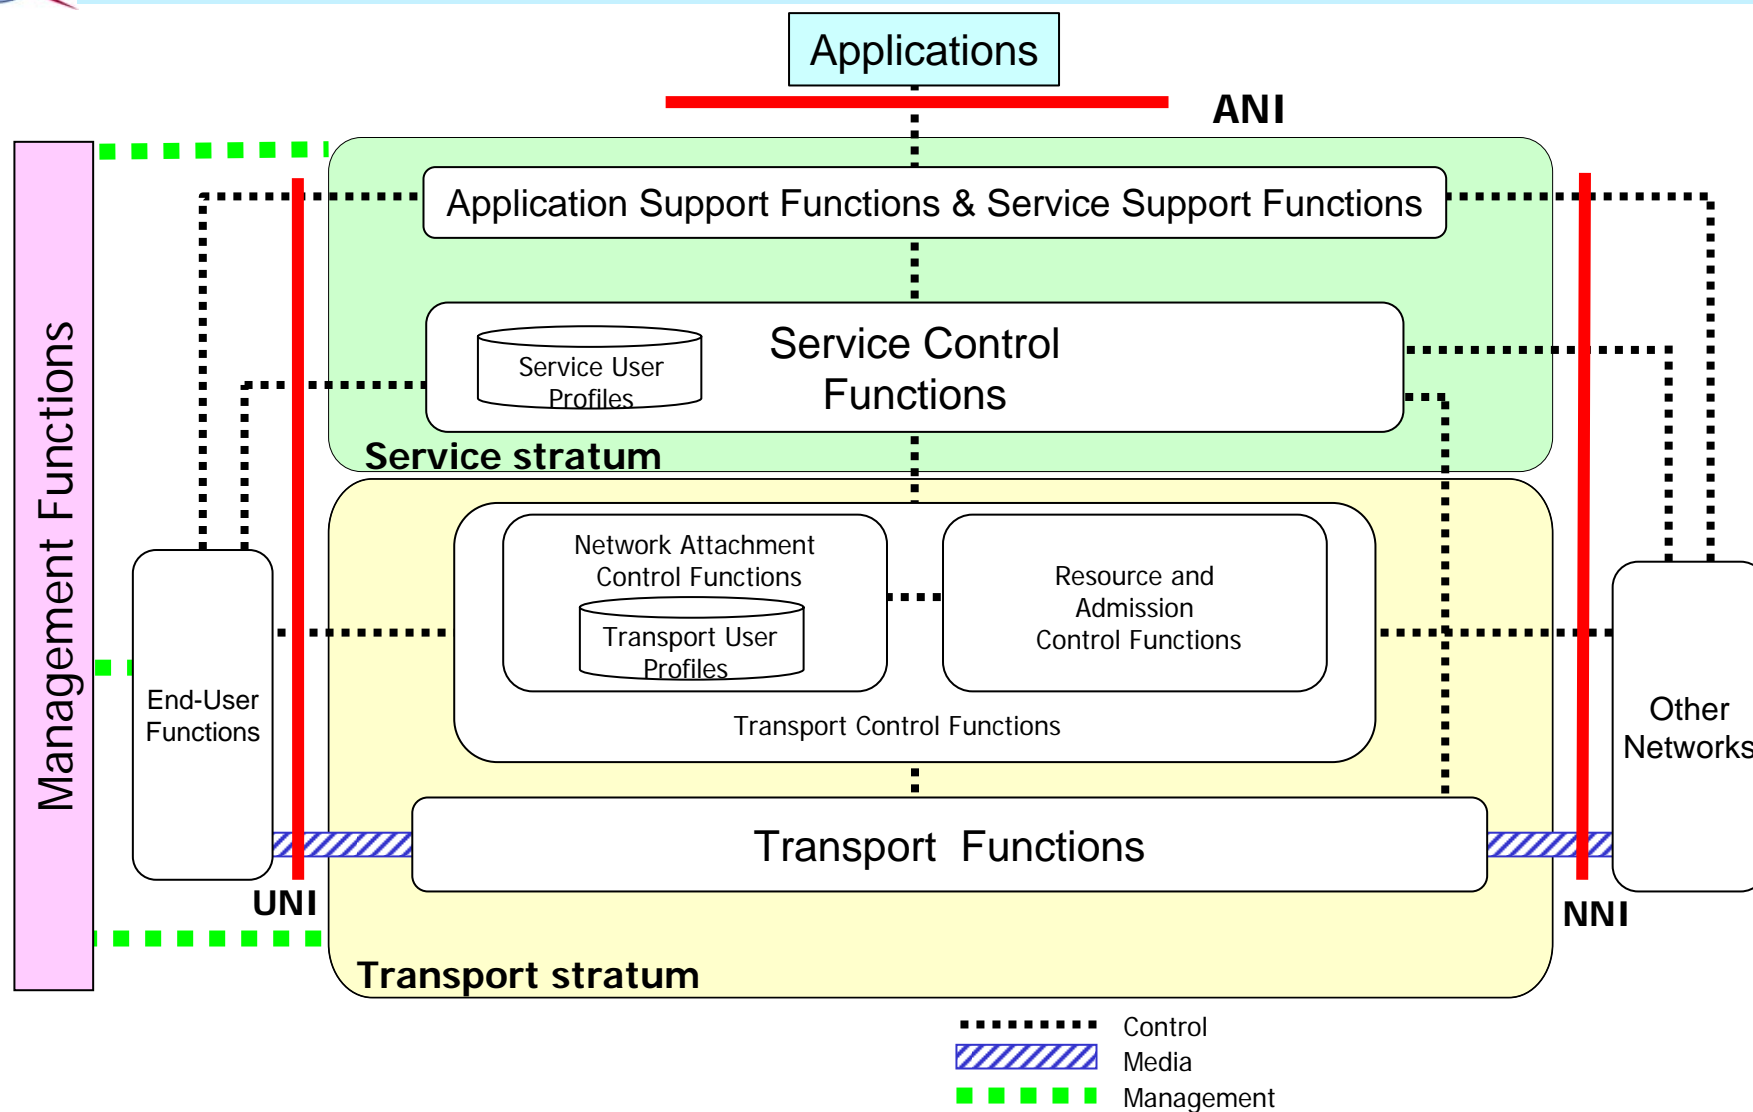 Applications
ANI
Application Support Functions & Service Support Functions
Service User
Profiles
Service Control
Functions
Service stratum
Management Functions
Network Attachment
Control Functions
Transport User
Profiles
Resource and
Admission
Control Functions
Transport Control Functions
End-User
Functions
Other
Networks
Transport Functions
UNI
NNI
Transport stratum
Control
Media
Management